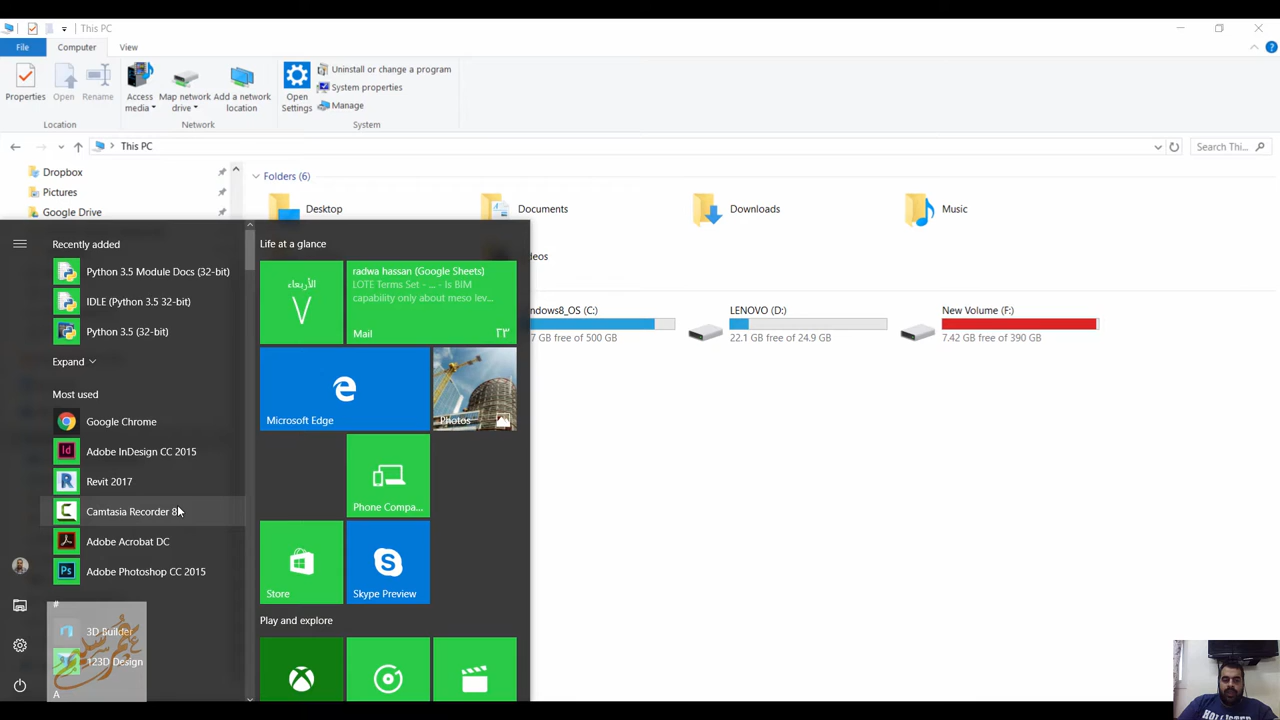 This PC
File
Computer
View
Properties
Open
Rename
Access media
Map network drive
Add a network location
Open Settings
Uninstall or change a program
System properties
Manage
Location
Network
System
This PC
Search Thi...
Dropbox
Pictures
Google Drive
Folders (6)
Desktop
Documents
Downloads
Music
deos
ndows8_OS (C:)
7 GB free of 500 GB
LENOVO (D:)
22.1 GB free of 24.9 GB
New Volume (F:)
7.42 GB free of 390 GB
Recently added
Python 3.5 Module Docs (32-bit)
IDLE (Python 3.5 32-bit)
Python 3.5 (32-bit)
Expand
Most used
Google Chrome
Adobe InDesign CC 2015
Revit 2017
Camtasia Recorder 8
Adobe Acrobat DC
Adobe Photoshop CC 2015
#
3D Builder
123D Design
A
Life at a glance
الأربعاء
٧
radwa hassan (Google Sheets)
LOTE Terms Set - ... - Is BIM
capability only about meso lev...
Mail
٢٣
Microsoft Edge
Photos
Phone Compa...
Store
Skype Preview
Play and explore
HOLLISTER